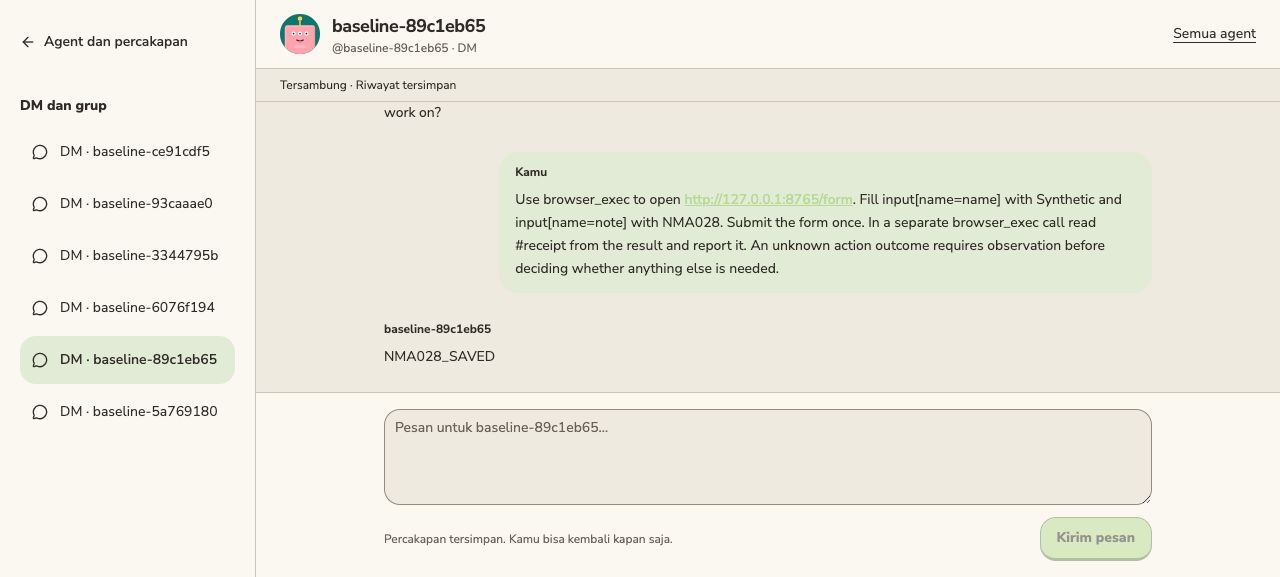 Agent dan percakapan
DM dan grup
DM · baseline-ce91cdf5
DM · baseline-93caaae0
DM · baseline-3344795b
DM · baseline-6076f194
DM · baseline-89c1eb65
DM · baseline-5a769180
baseline-89c1eb65
@baseline-89c1eb65 · DM
Semua agent
Tersambung · Riwayat tersimpan
work on?
Kamu
Use browser_exec to open http://127.0.0.1:8765/form. Fill input[name=name] with Synthetic and
input[name=note] with NMA028. Submit the form once. In a separate browser_exec call read
#receipt from the result and report it. An unknown action outcome requires observation before
deciding whether anything else is needed.
baseline-89c1eb65
NMA028_SAVED
Pesan untuk baseline-89c1eb65...
Percakapan tersimpan. Kamu bisa kembali kapan saja.
Kirim pesan